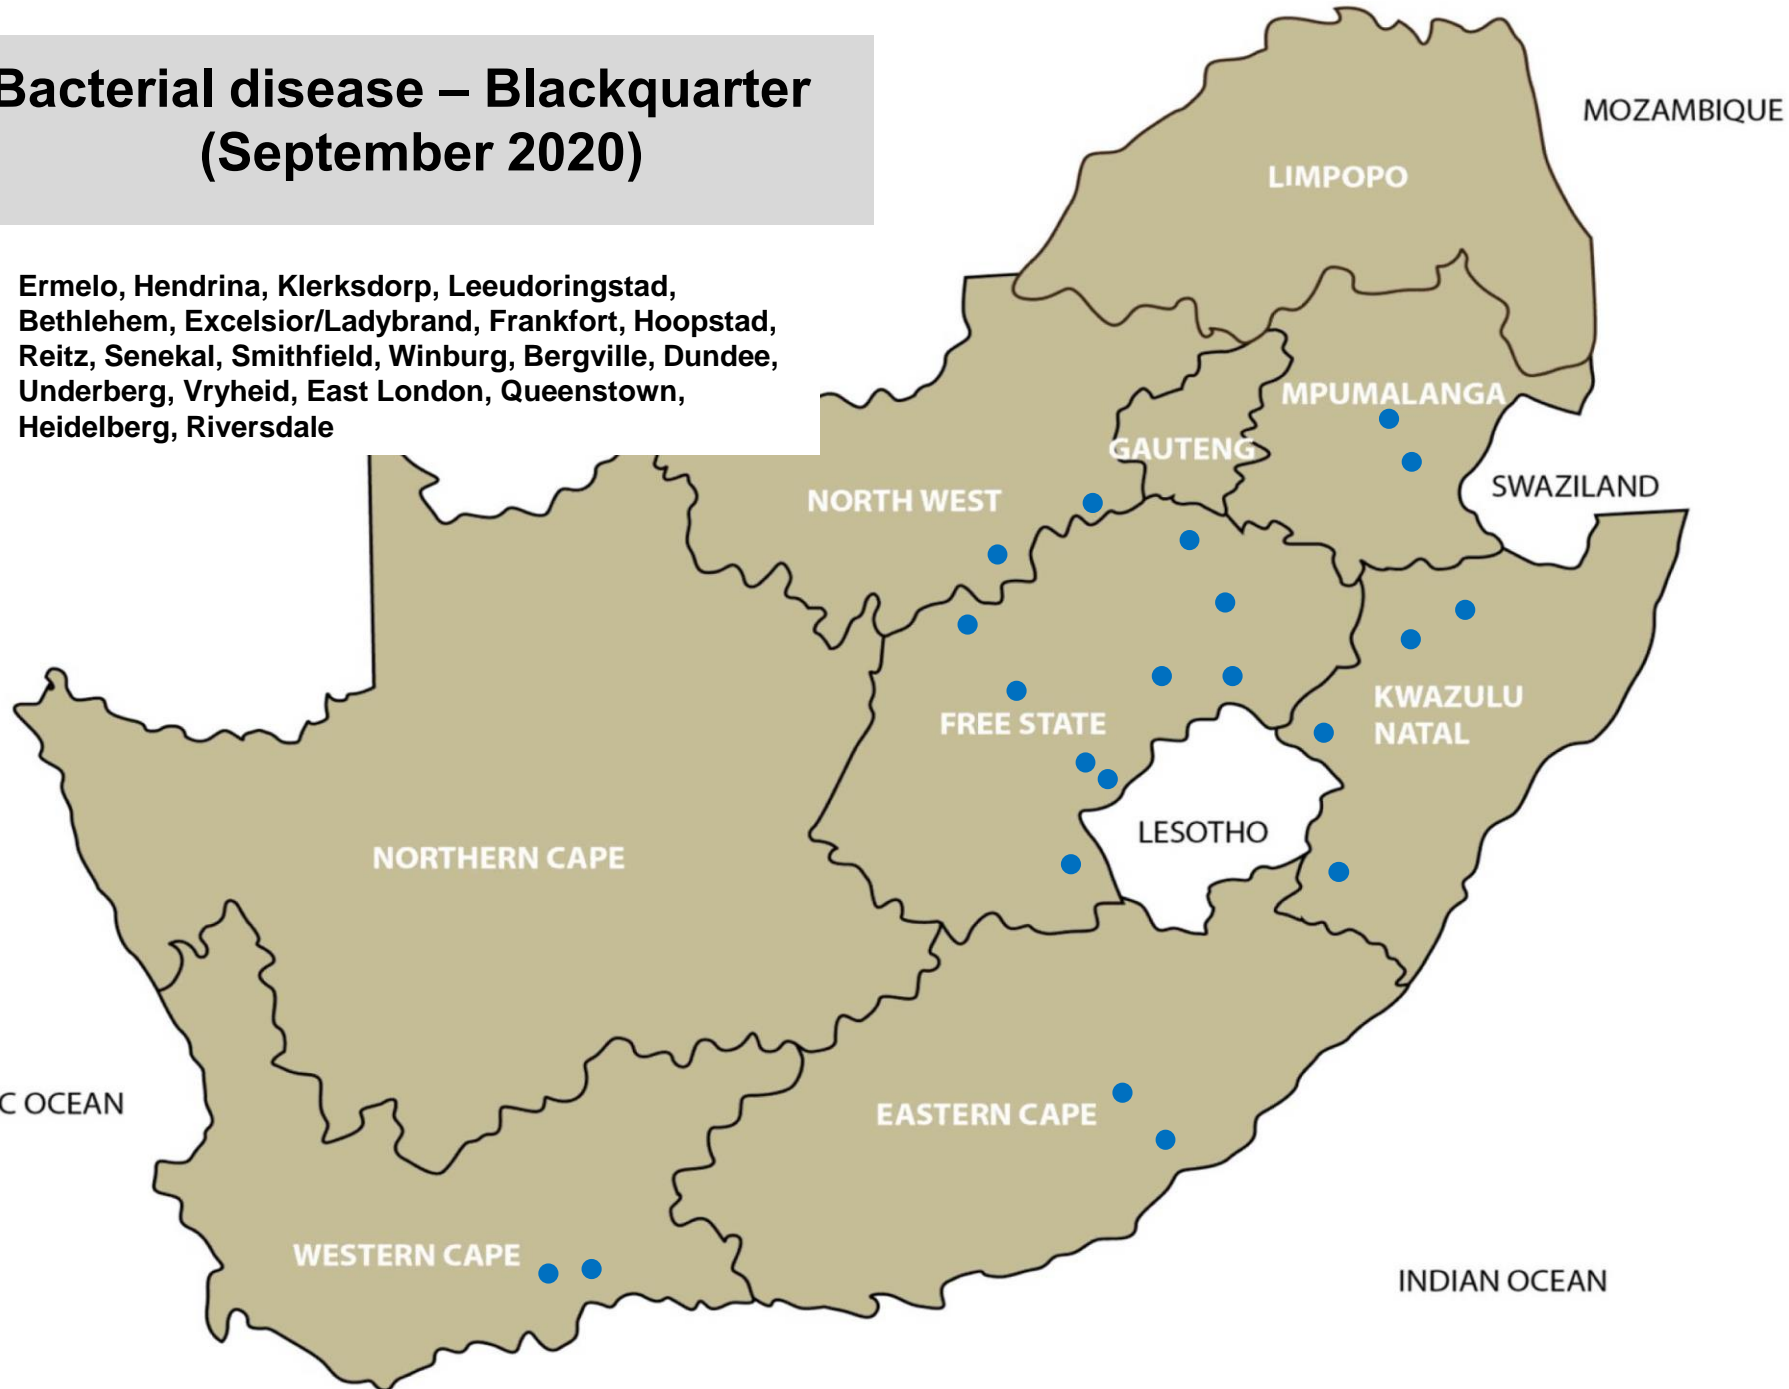 Bacterial disease – Blackquarter
(September 2020)
MOZAMBIQUE
LIMPOPO
Ermelo, Hendrina, Klerksdorp, Leeudoringstad,
Bethlehem, Excelsior/Ladybrand, Frankfort, Hoopstad,
Reitz, Senekal, Smithfield, Winburg, Bergville, Dundee,
Underberg, Vryheid, East London, Queenstown,
Heidelberg, Riversdale
MPUMALANGA
GAUTENG
SWAZILAND
NORTH WEST
KWAZULU
NATAL
FREE STATE
LESOTHO
NORTHERN CAPE
C OCEAN
EASTERN CAPE
WESTERN CAPE
INDIAN OCEAN